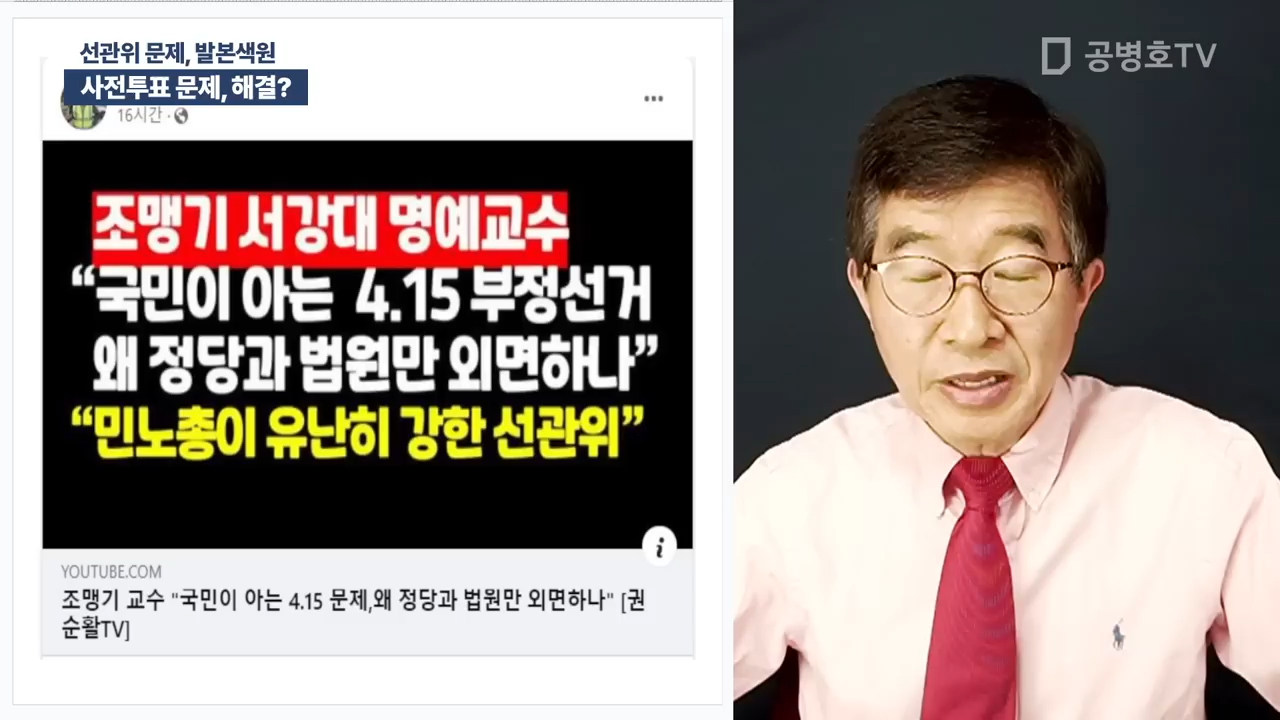 선관위 문제, 발본색원
사전투표 문제, 해결?
공병호TV
16시간
조맹기 서강대 명예교수
“국민이 아는 4.15 부정선거
왜 정당과 법원만 외면하나”
“민노총이 유난히 강한 선관위”
YOUTUBE.COM
조맹기 교수 "국민이 아는 4.15 문제,왜 정당과 법원만 외면하나" [권
순활TV]